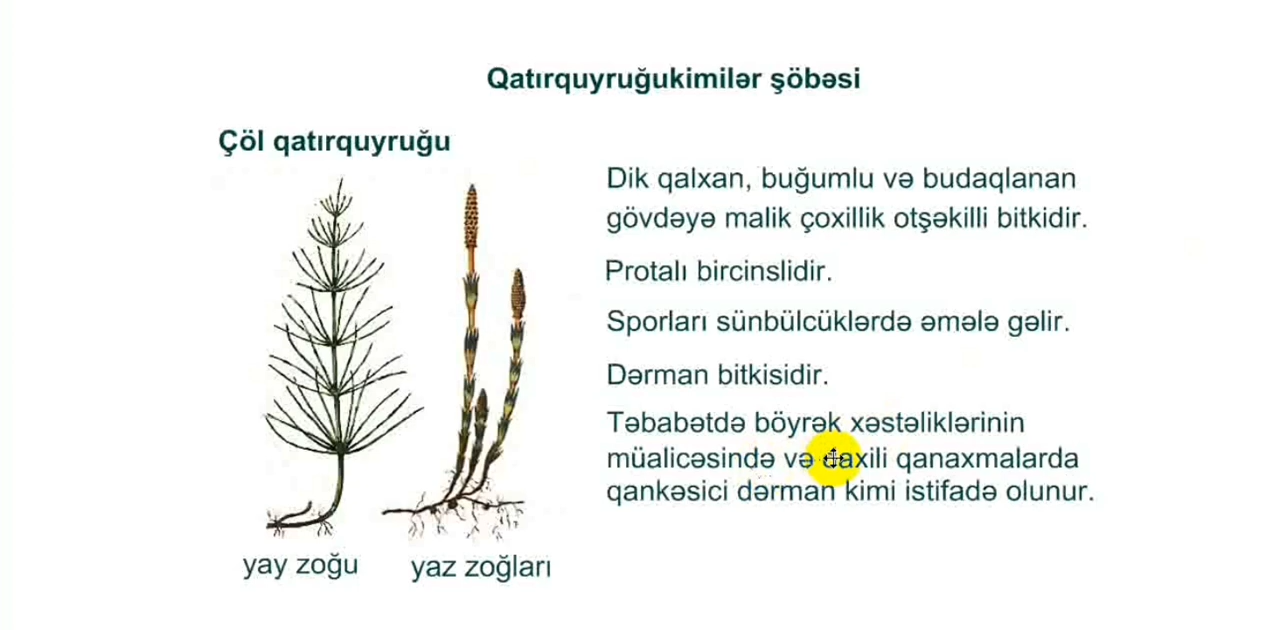 Qatırquyruğukimilər şöbəsi
Çöl qatırquyruğu
Dik qalxan, buğumlu və budaqlanan
gövdəyə malik çoxillik otşəkilli bitkidir.
Protalı bircinslidir.
Sporları sünbülcüklərdə əmələ gəlir.
Dərman bitkisidir.
Təbabətdə böyrək xəstəliklərinin
müalicəsində və daxili qanaxmalarda
qankəsici dərman kimi istifadə olunur.
yay zoğu
yaz zoğları